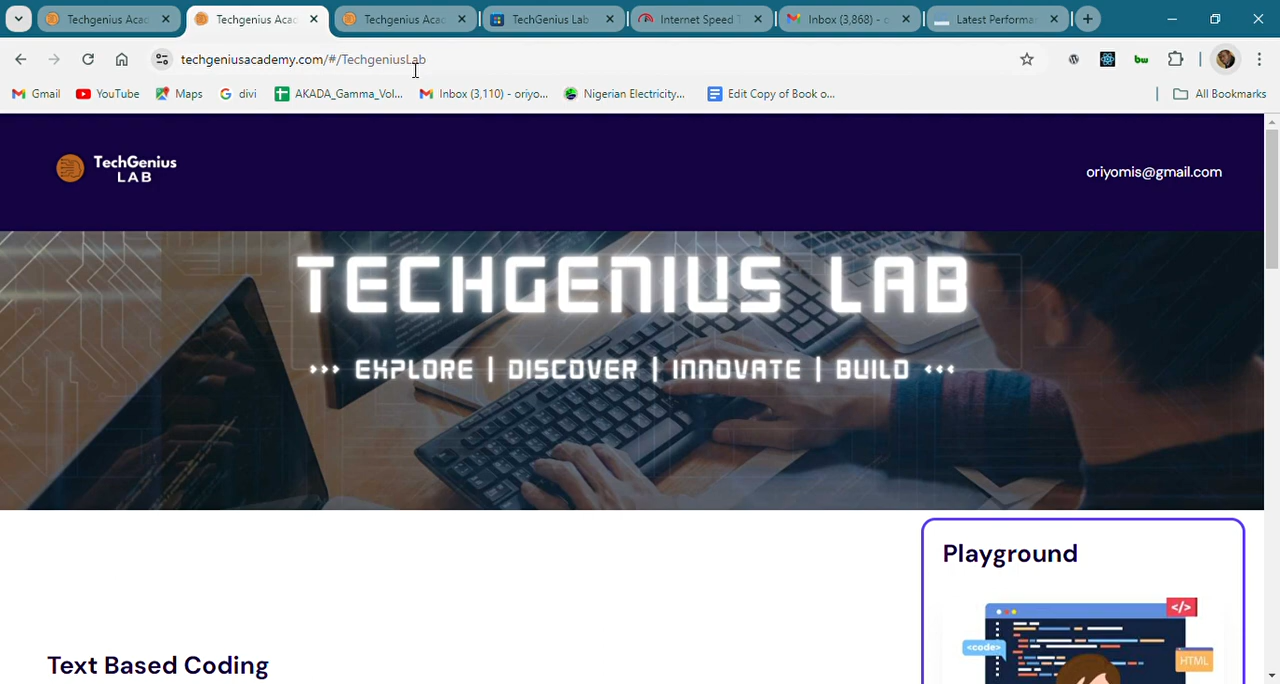 Techgenius Acad
Techgenius Acad
Techgenius Acad
TechGenius Lab
Internet Speed T
Inbox (3,868) - o
Latest Performa
techgeniusacademy.com/#/TechgeniusLab
Gmail
YouTube
Maps
divi
AKADA_Gamma_Vol...
Inbox (3,110) - oriyo...
Nigerian Electricity...
Edit Copy of Book o...
All Bookmarks
TechGenius
LAB
oriyomis@gmail.com
TECHGENIUS LAB
››› EXPLORE | DISCOVER | INNOVATE | BUILD ‹‹‹
Playground
</>
<code>
HTML
Text Based Coding